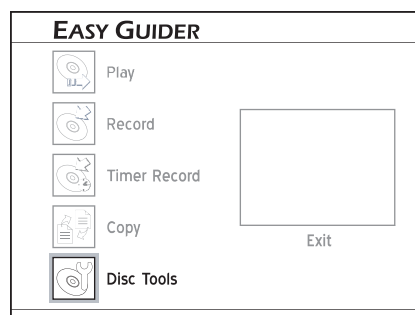 EASY GUIDER
Play
Record
Timer Record
Copy
Exit
Disc Tools